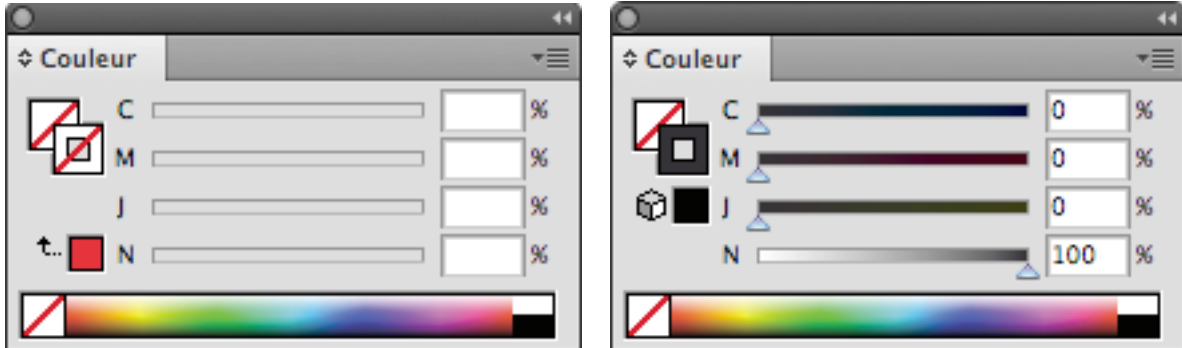 Couleur
C %
M %
J %
N %
Couleur
C 0 %
M 0 %
J 0 %
N 100 %